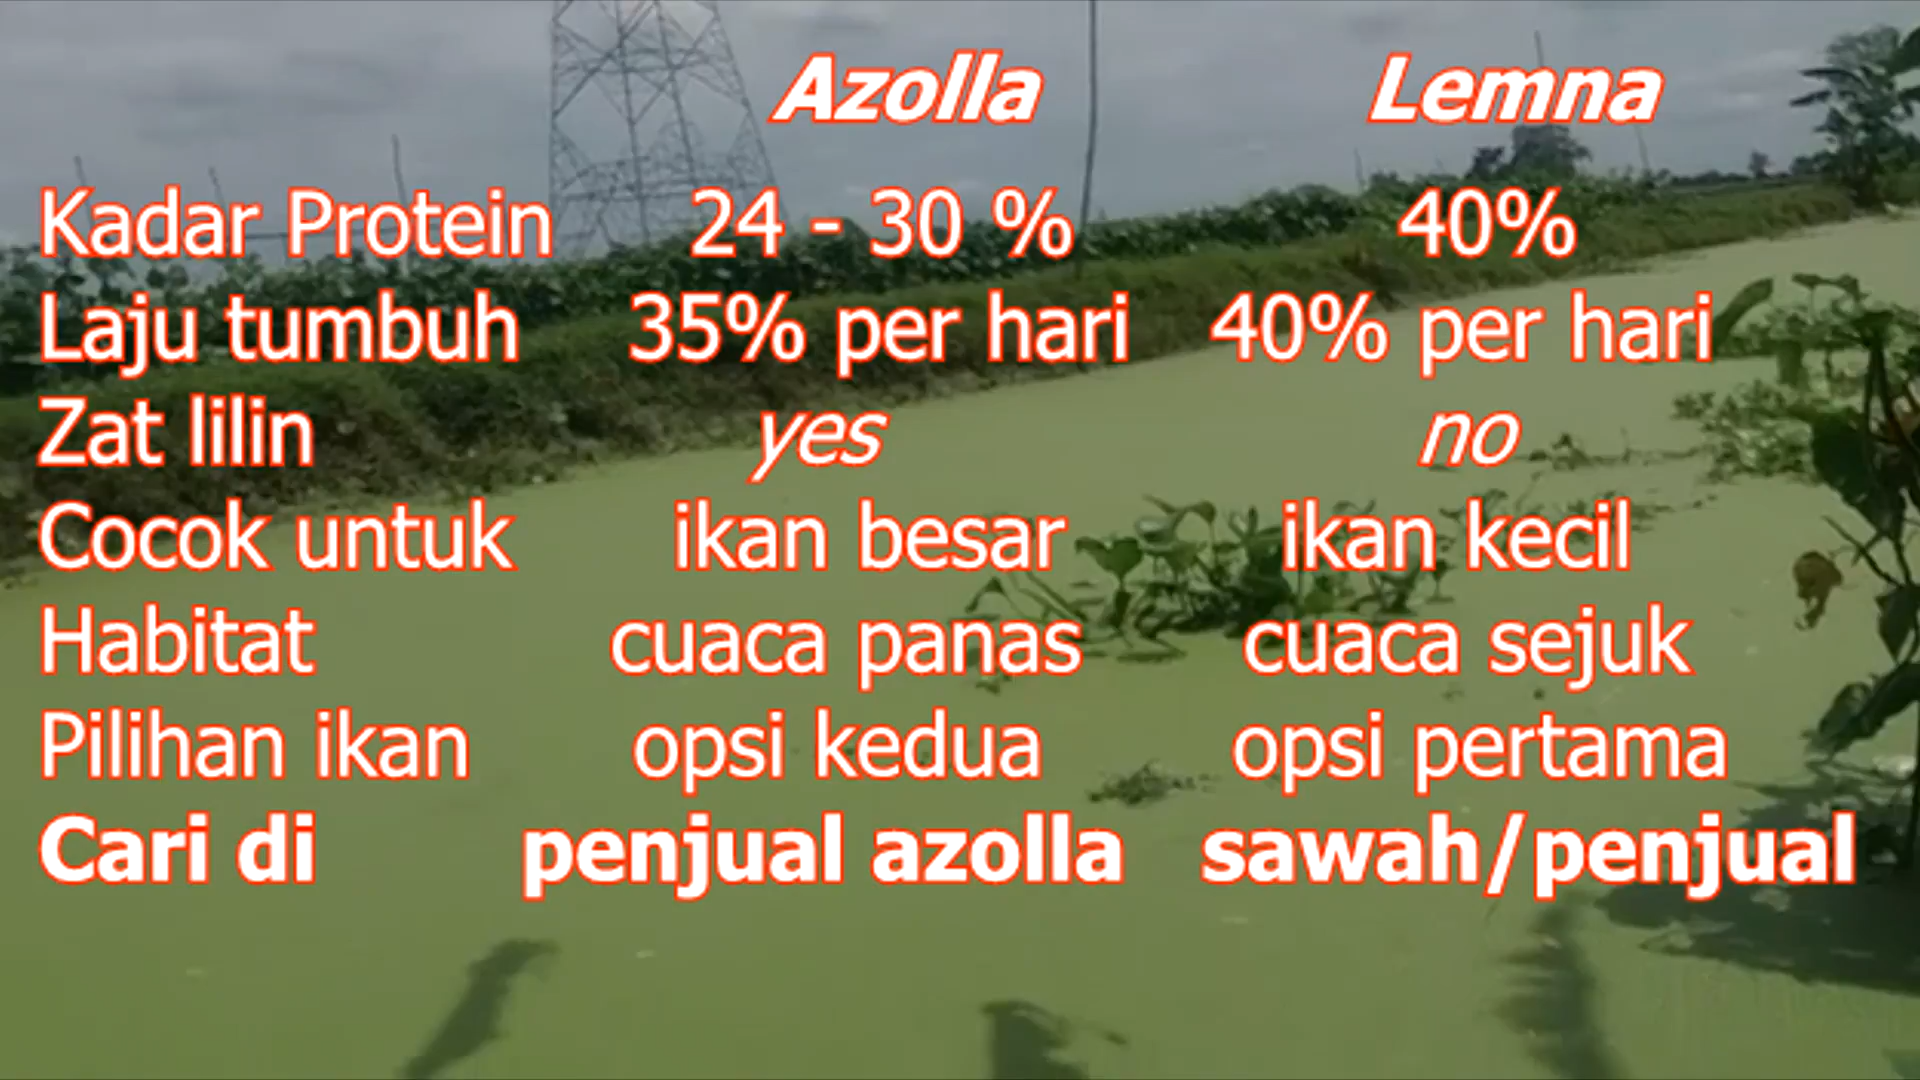 Azolla Lemna
Kadar Protein 24 - 30 % 40%
Laju tumbuh 35% per hari 40% per hari
Zat lilin yes no
Cocok untuk ikan besar ikan kecil
Habitat cuaca panas cuaca sejuk
Pilihan ikan opsi kedua opsi pertama
Cari di penjual azolla sawah/penjual